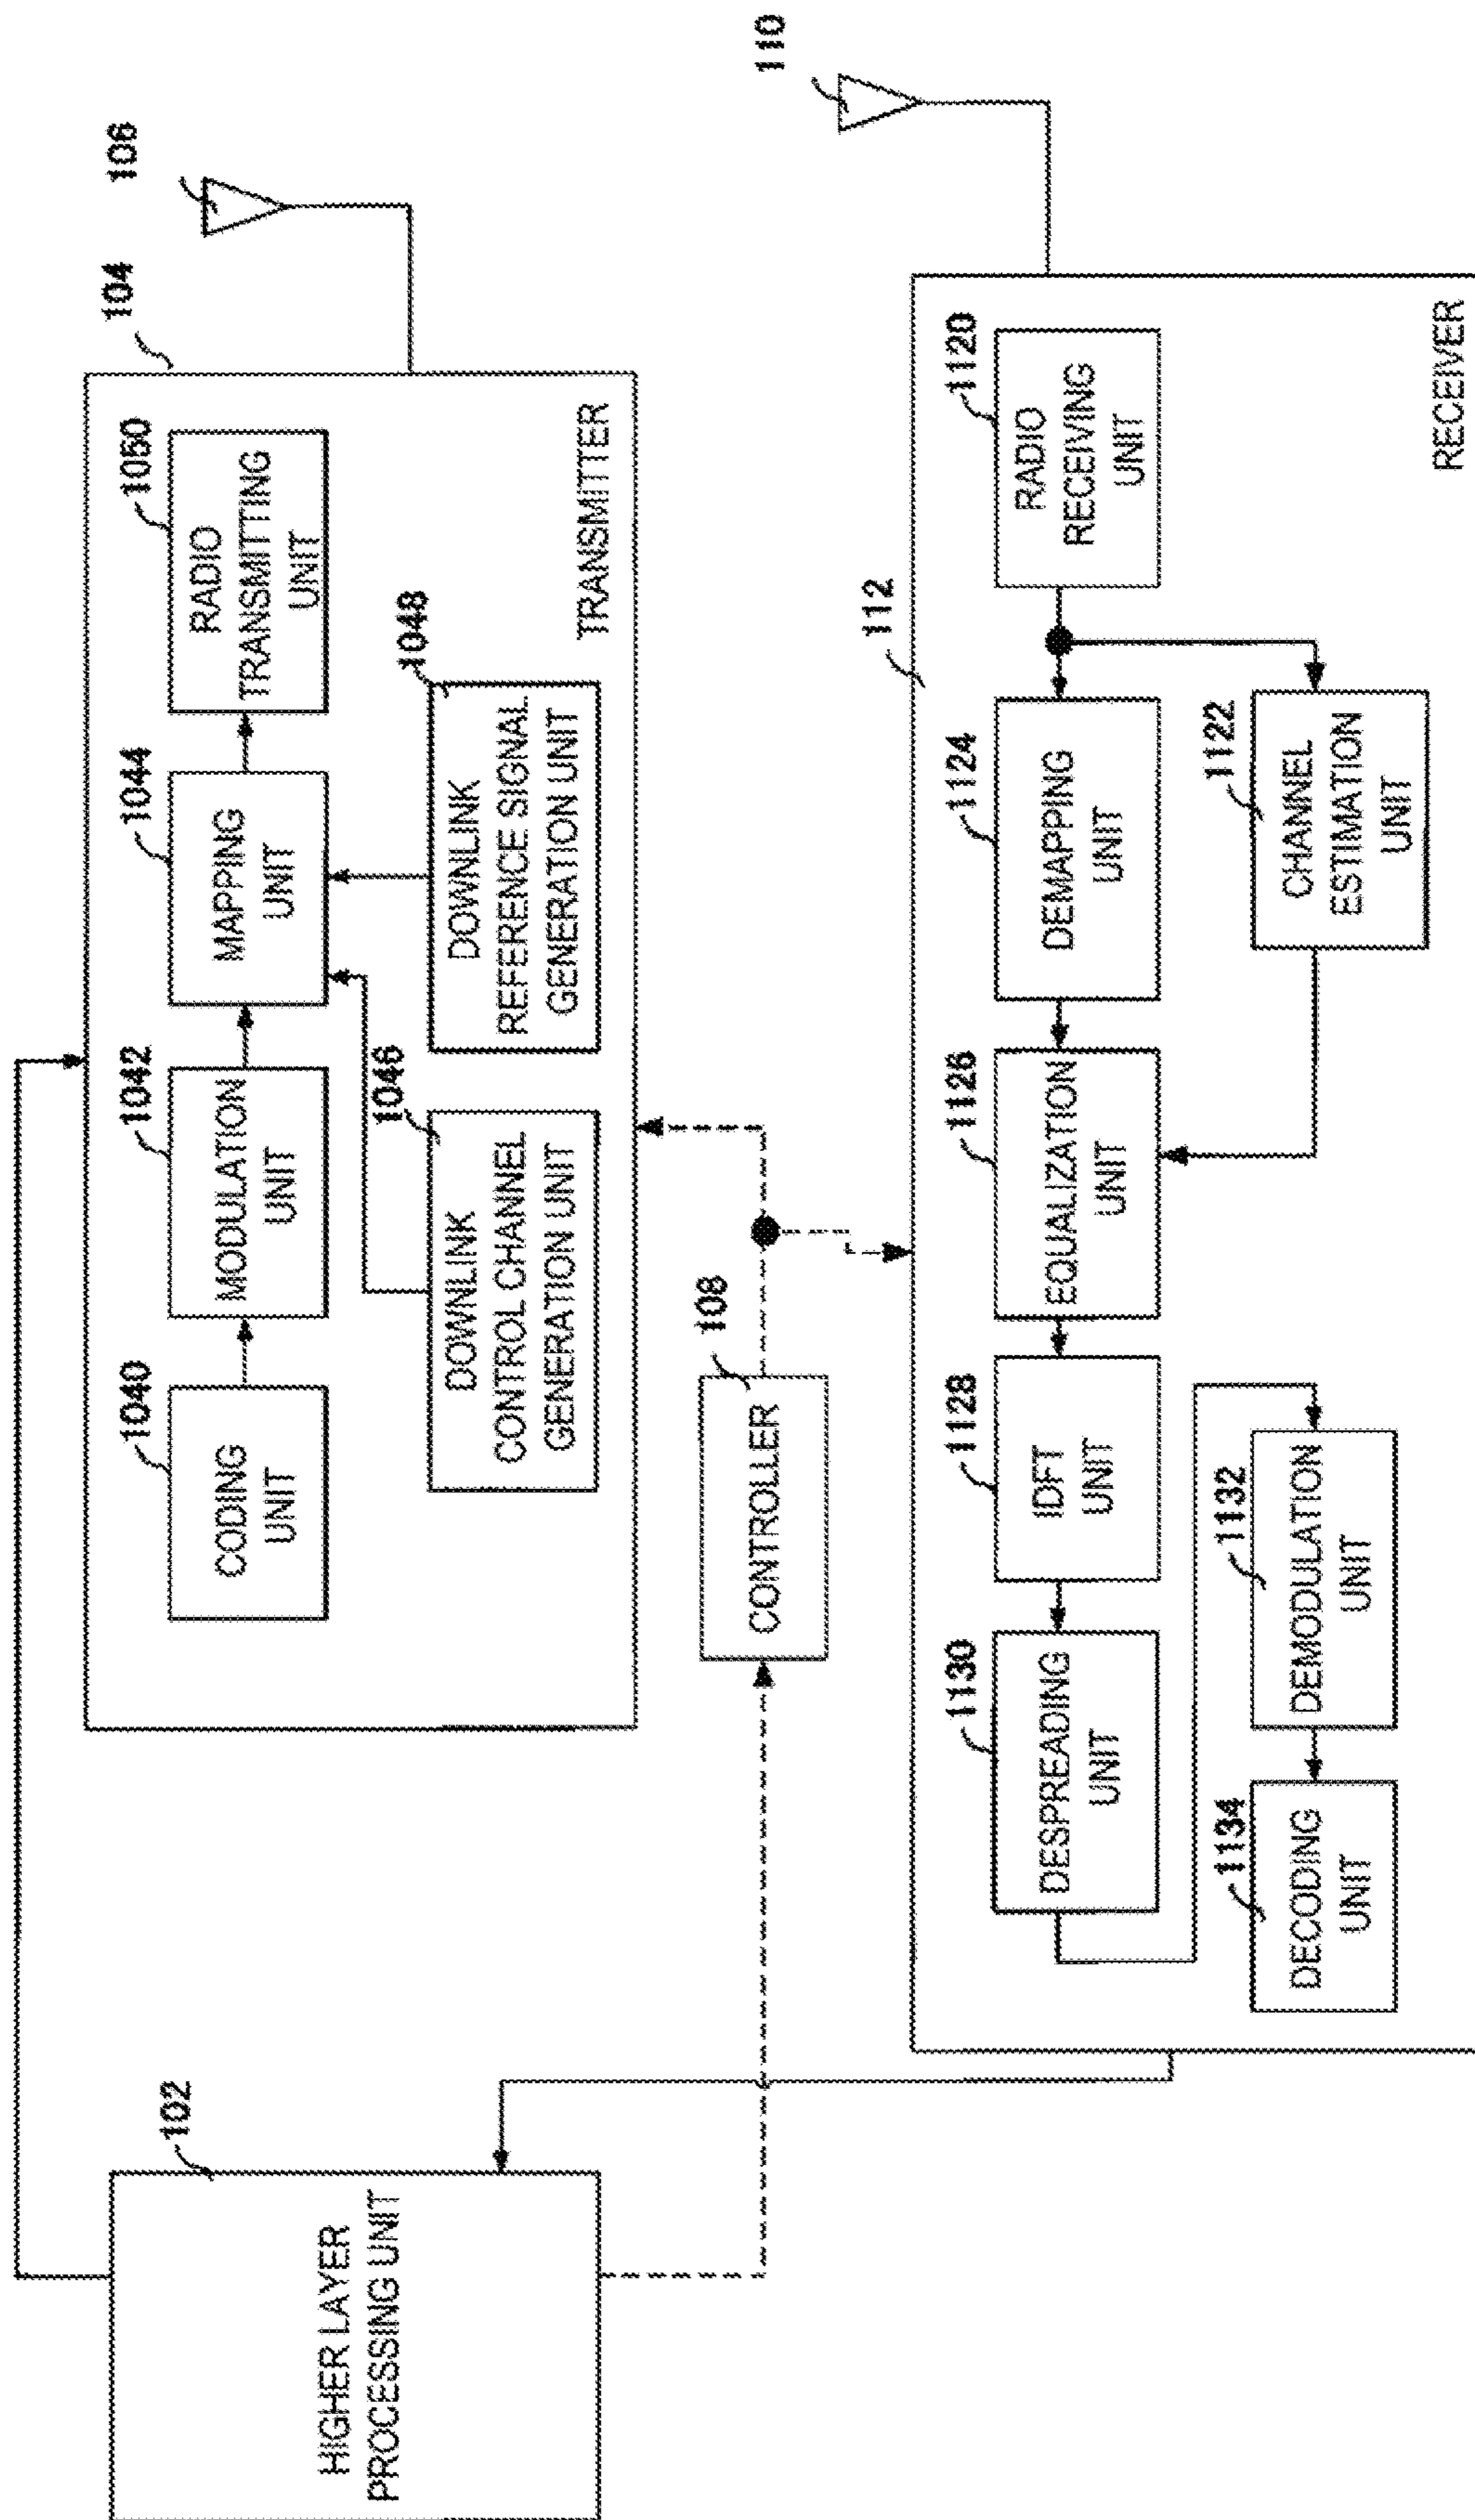 HIGHER LAYER
PROCESSING UNIT
102
104
106
1040
CODING
UNIT
1042
MODULATION
UNIT
1044
MAPPING
UNIT
1050
RADIO
TRANSMITTING
UNIT
1046
DOWNLINK
CONTROL CHANNEL
GENERATION UNIT
1048
DOWNLINK
REFERENCE SIGNAL
GENERATION UNIT
TRANSMITTER
CONTROLLER
108
110
112
1130
DESPREADING
UNIT
1128
IDFT
UNIT
1126
EQUALIZATION
UNIT
1124
DEMAPPING
UNIT
1120
RADIO
RECEIVING
UNIT
1134
DECODING
UNIT
1132
DEMODULATION
UNIT
1122
CHANNEL
ESTIMATION
UNIT
RECEIVER